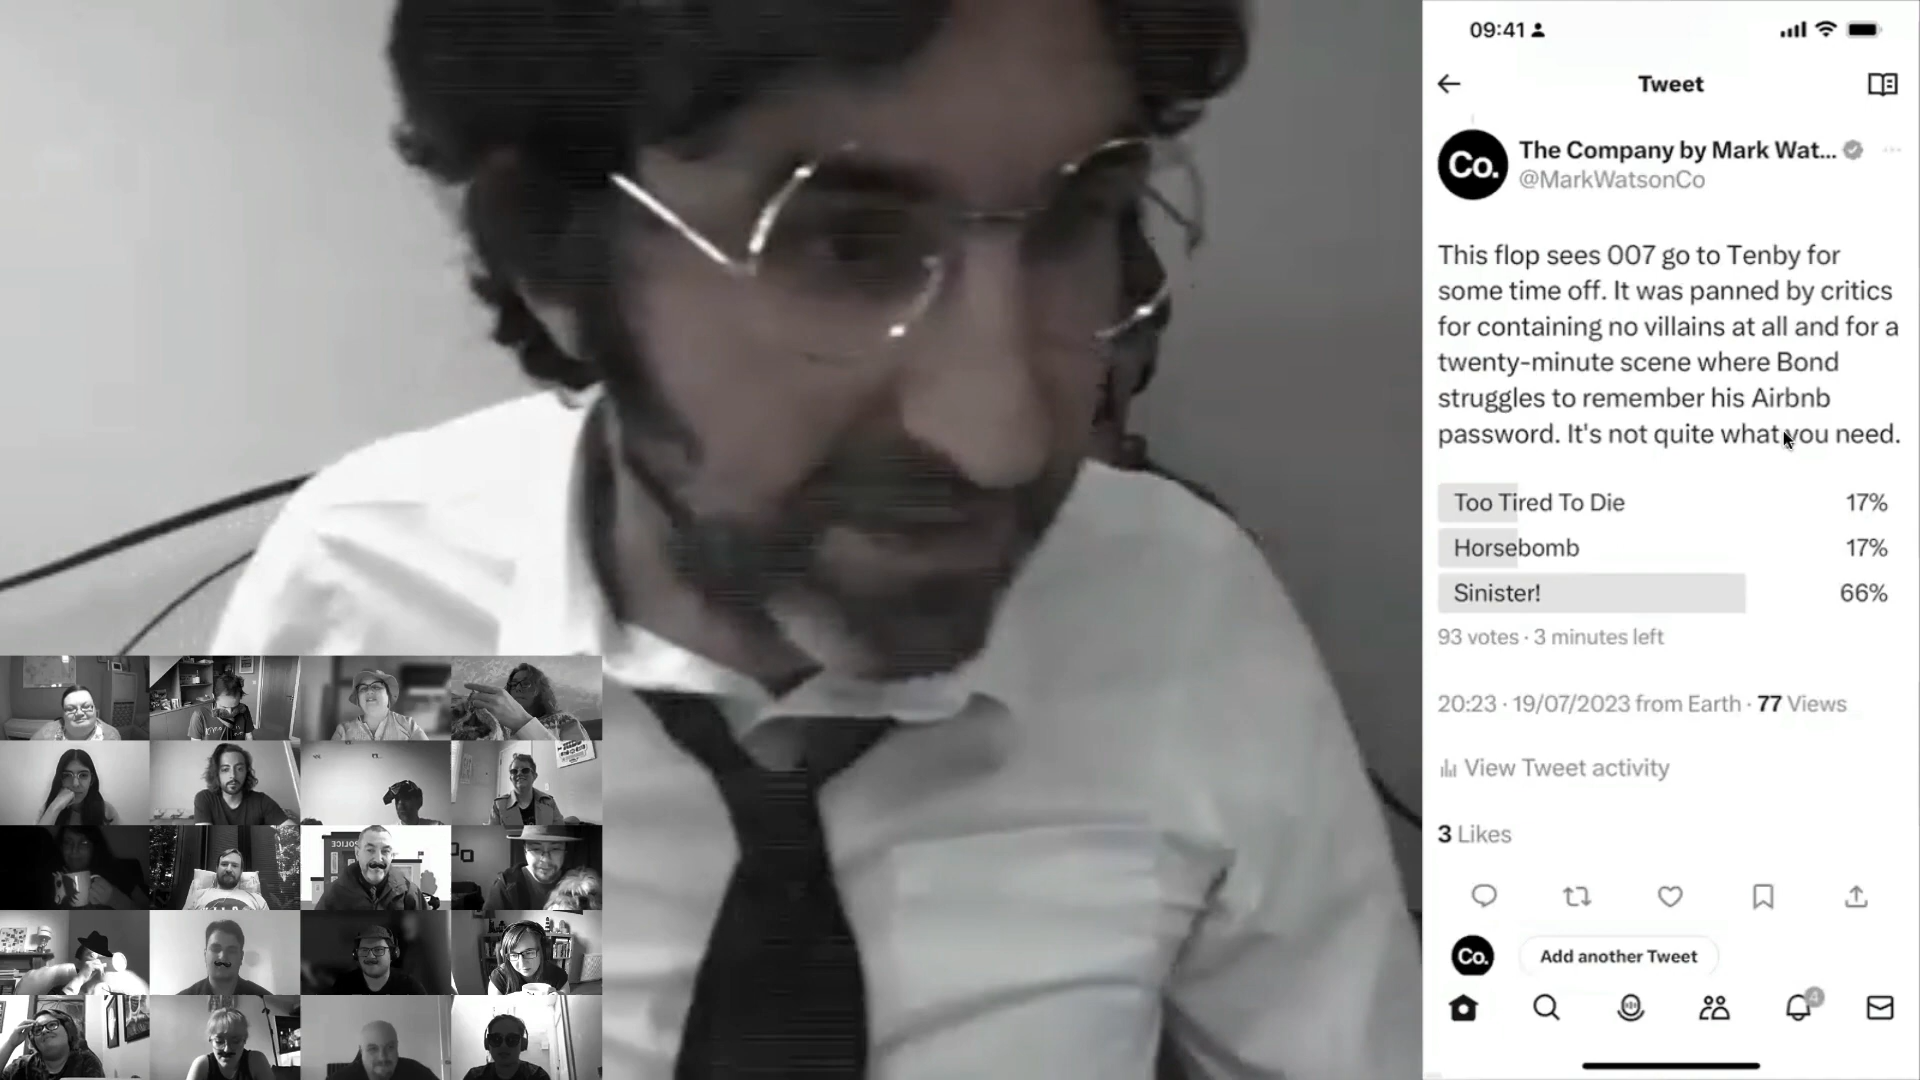 09:41
Tweet
Co.
The Company by Mark Wat...
@MarkWatsonCo
This flop sees 007 go to Tenby for
some time off. It was panned by critics
for containing no villains at all and for a
twenty-minute scene where Bond
struggles to remember his Airbnb
password. It's not quite what you need.
Too Tired To Die 17%
Horsebomb 17%
Sinister! 66%
93 votes · 3 minutes left
20:23 · 19/07/2023 from Earth · 77 Views
View Tweet activity
3 Likes
Co.
Add another Tweet
4
POLICE